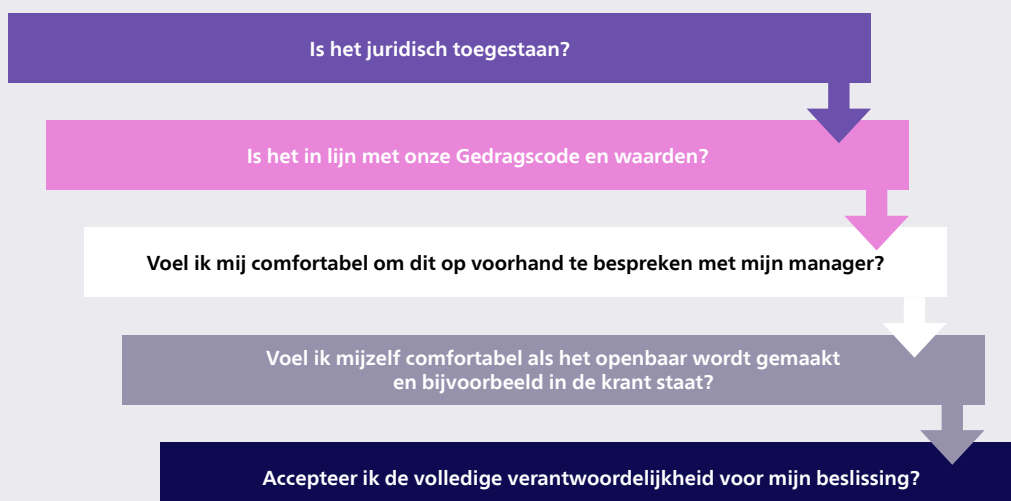 Is het juridisch toegestaan?
Is het in lijn met onze Gedragscode en waarden?
Voel ik mij comfortabel om dit op voorhand te bespreken met mijn manager?
Voel ik mijzelf comfortabel als het openbaar wordt gemaakt
en bijvoorbeeld in de krant staat?
Accepteer ik de volledige verantwoordelijkheid voor mijn beslissing?